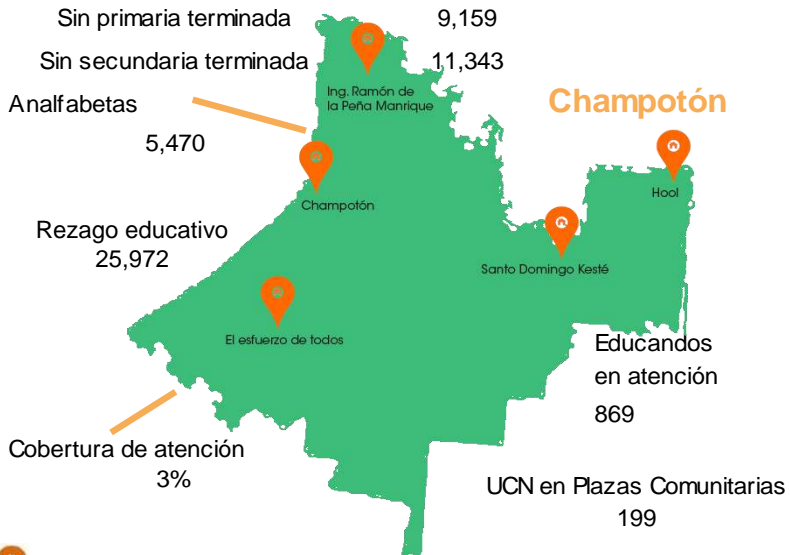 Sin primaria terminada 9,159
Sin secundaria terminada 11,343
Analfabetas
5,470
Ing. Ramón de
la Peña Manrique
Champotón
Hool
Champotón
Santo Domingo Kesté
Rezago educativo
25,972
El esfuerzo de todos
Educandos
en atención
869
Cobertura de atención
3%
UCN en Plazas Comunitarias
199